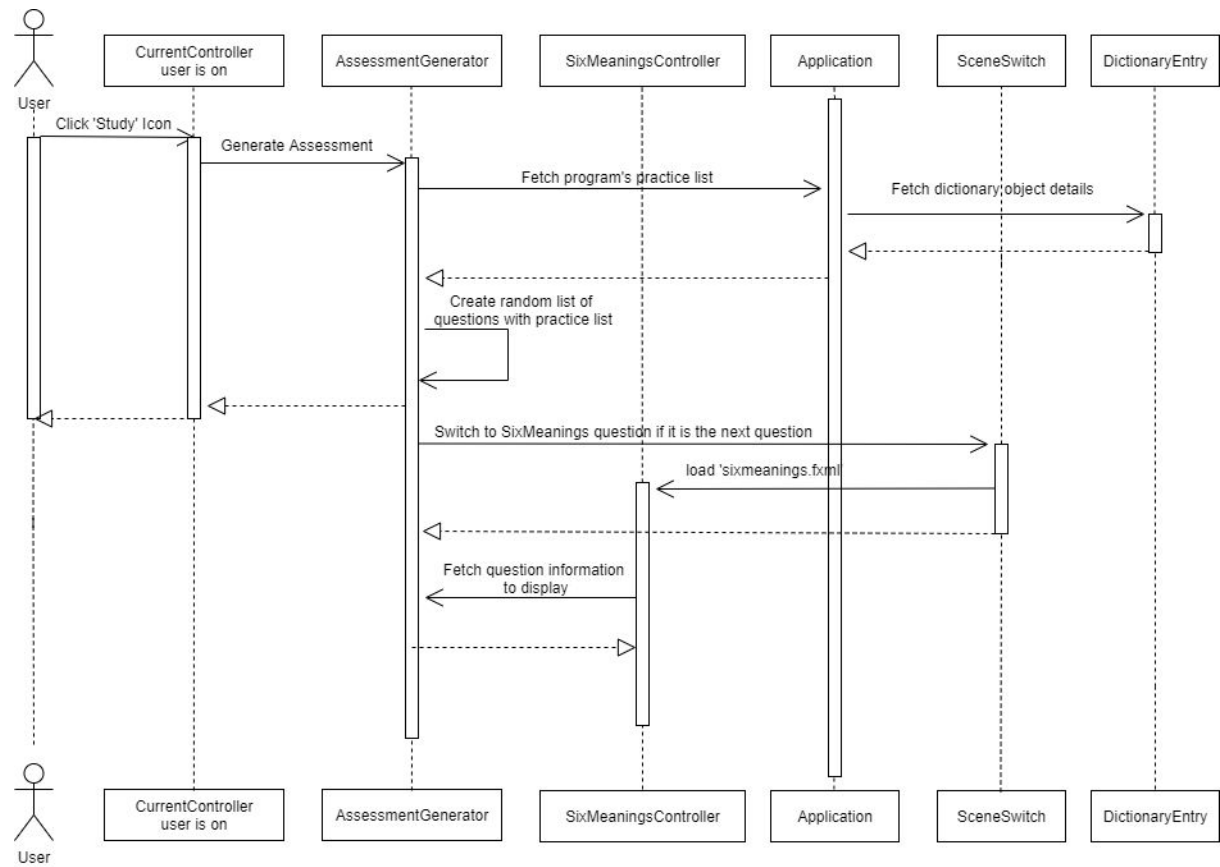 CurrentController
user is on
AssessmentGenerator
SixMeaningsController
Application
SceneSwitch
DictionaryEntry
User
Click 'Study' Icon
Generate Assessment
Fetch program's practice list
Fetch dictionary object details
Create random list of
questions with practice list
Switch to SixMeanings question if it is the next question
load 'sixmeanings.fxml'
Fetch question information
to display
CurrentController
user is on
AssessmentGenerator
SixMeaningsController
Application
SceneSwitch
DictionaryEntry
User